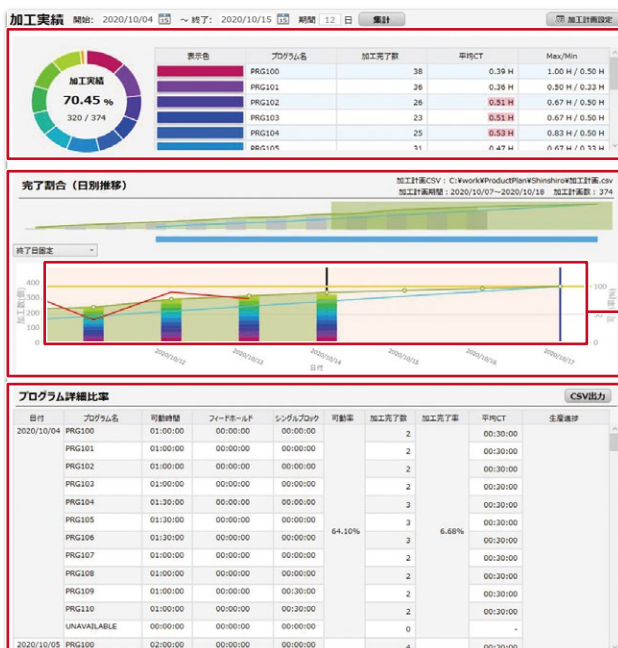 加工実績 開始: 2020/10/04 15 ～終了: 2020/10/15 15 期間 12 日 集計 加工計画設定
表示色 プログラム名 加工完了数 平均CT Max/Min
加工実績
70.45 %
320 / 374
PRG100 38 0.39 H 1.00 H / 0.50 H
PRG101 36 0.36 H 0.50 H / 0.33 H
PRG102 26 0.51 H 0.67 H / 0.50 H
PRG103 23 0.51 H 0.67 H / 0.50 H
PRG104 25 0.53 H 0.83 H / 0.50 H
PRG105 31 0.47 H 0.67 H / 0.33 H
完了割合（日別推移）
加工計画CSV : C:¥work¥ProductPlan¥Shinshiro¥加工計画.csv
加工計画期間 : 2020/10/07～2020/10/18 加工計画数 : 374
終了日固定
加工数(個)
400
300
200
100
0
100
0
2020/10/12 2020/10/13 2020/10/14 2020/10/15 2020/10/16 2020/10/17
日付
プログラム詳細比率 CSV出力
日付 プログラム名 可動時間 フィードホールド シングルブロック 可動率 加工完了数 加工完了率 平均CT 生産進捗
2020/10/04 PRG100 01:00:00 00:00:00 00:00:00 2 00:30:00
PRG101 01:00:00 00:00:00 00:00:00 2 00:30:00
PRG102 01:00:00 00:00:00 00:00:00 2 00:30:00
PRG103 01:00:00 00:00:00 00:00:00 2 00:30:00
PRG104 01:30:00 00:00:00 00:00:00 3 00:30:00
PRG105 01:30:00 00:00:00 00:00:00 3 00:30:00
64.10% 6.68%
PRG106 01:30:00 00:00:00 00:00:00 3 00:30:00
PRG107 01:00:00 00:00:00 00:00:00 2 00:30:00
PRG108 01:00:00 00:00:00 00:00:00 2 00:30:00
PRG109 01:00:00 00:00:00 00:30:00 2 00:30:00
PRG110 01:00:00 00:00:00 00:30:00 2 00:30:00
UNAVAILABLE 00:00:00 00:00:00 00:00:00 0 -
2020/10/05 PRG100 02:00:00 00:00:00 00:00:00 4 00:30:00